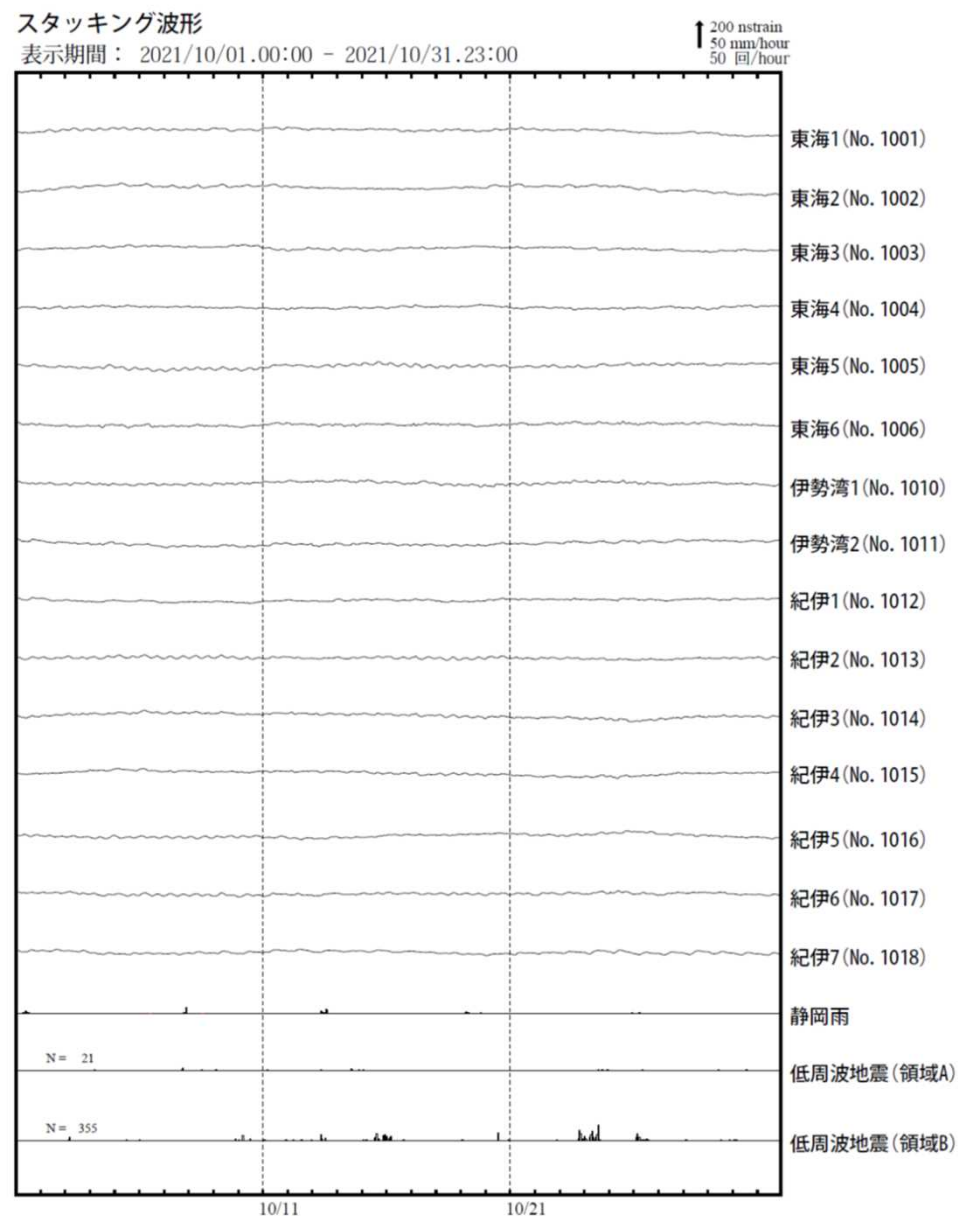 スタッキング波形
表示期間： 2021/10/01.00:00 - 2021/10/31.23:00
200 nstrain
50 mm/hour
50 回/hour
東海1(No. 1001)
東海2(No. 1002)
東海3(No. 1003)
東海4(No. 1004)
東海5(No. 1005)
東海6(No. 1006)
伊勢湾1(No. 1010)
伊勢湾2(No. 1011)
紀伊1(No. 1012)
紀伊2(No. 1013)
紀伊3(No. 1014)
紀伊4(No. 1015)
紀伊5(No. 1016)
紀伊6(No. 1017)
紀伊7(No. 1018)
静岡雨
N = 21
低周波地震(領域A)
N = 355
低周波地震(領域B)
10/11 10/21